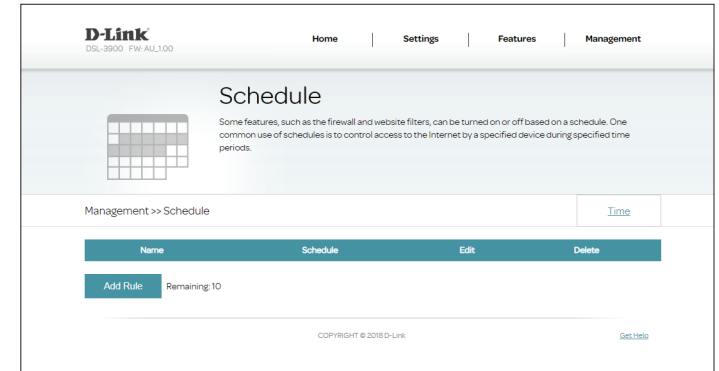 D-Link
DSL-3900 FW: AU_1.00
Home Settings Features Management
Schedule
Some features, such as the firewall and website filters, can be turned on or off based on a schedule. One
common use of schedules is to control access to the Internet by a specified device during specified time
periods.
Management >> Schedule Time
Name Schedule Edit Delete
Add Rule Remaining: 10
COPYRIGHT © 2018 D-Link Get Help